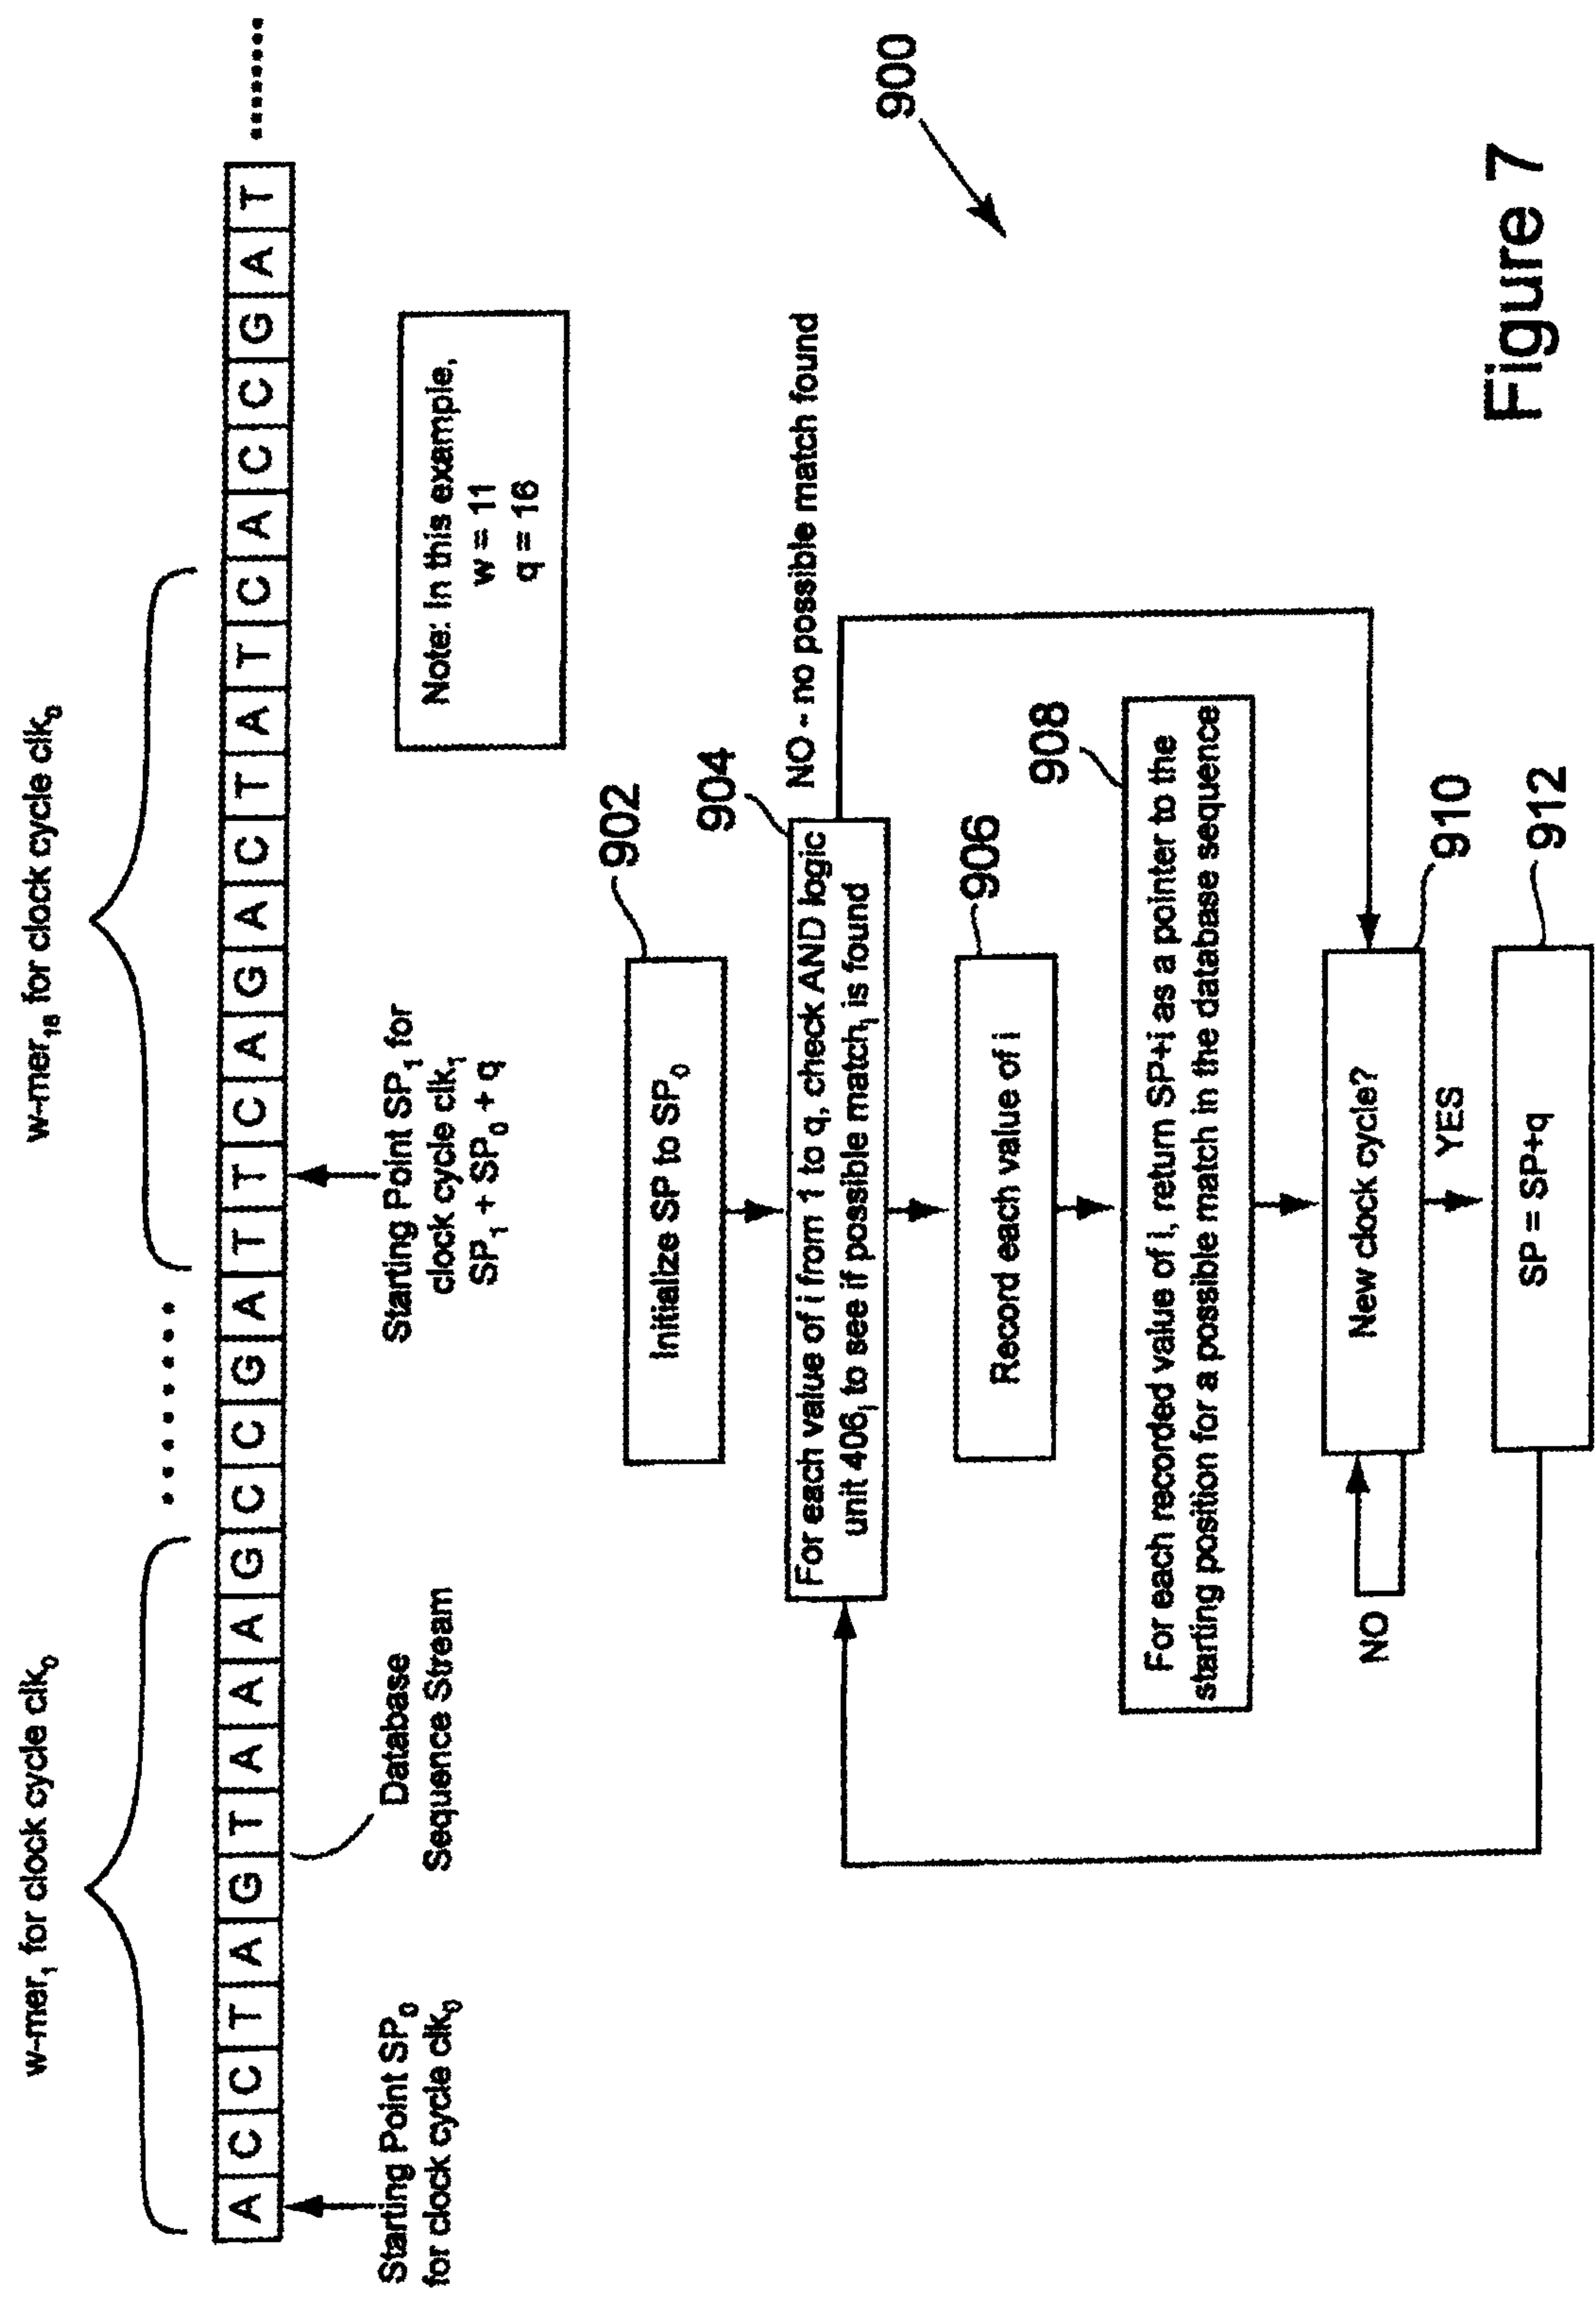 w-mer₁ for clock cycle clk₀
w-mer₁₆ for clock cycle clk₀
A C C T A G T A A A G C C G A T T C A G A C T A T C A C C G A T ........
Starting Point SP₀
for clock cycle clk₀
Database
Sequence Stream
Starting Point SP₁ for
clock cycle clk₁
SP₁ + SP₀ + q
Note: In this example,
w = 11
q = 16
902
Initialize SP to SP₀
904
For each value of i from 1 to q, check AND logic
unit 406ᵢ to see if possible matchᵢ is found
NO - no possible match found
906
Record each value of i
908
For each recorded value of i, return SP+i as a pointer to the
starting position for a possible match in the database sequence
910
New clock cycle?
NO
YES
912
SP = SP+q
900
Figure 7